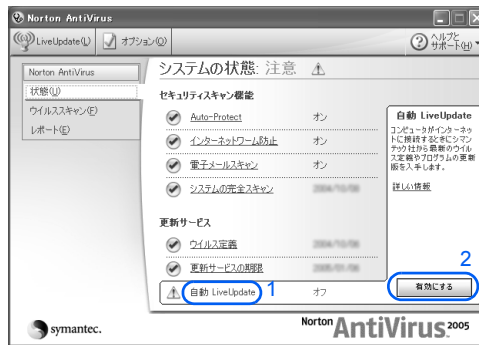 Norton AntiVirus
LiveUpdate(L) オプション(O) ヘルプと サポート(H)
Norton AntiVirus
状態(U)
ウイルススキャン(F)
レポート(E)
システムの状態: 注意
セキュリティスキャン機能
Auto-Protect オン
インターネットワーム防止 オン
電子メールスキャン オン
システムの完全スキャン
更新サービス
ウイルス定義
更新サービスの期限
自動 LiveUpdate 1 オフ
自動 LiveUpdate
コンピュータがインターネッ
トに接続するときにシマン
テック社から最新のウイル
ス定義やプログラムの更新
版を入手します。
詳しい情報
2
有効にする
symantec.
Norton AntiVirus 2005